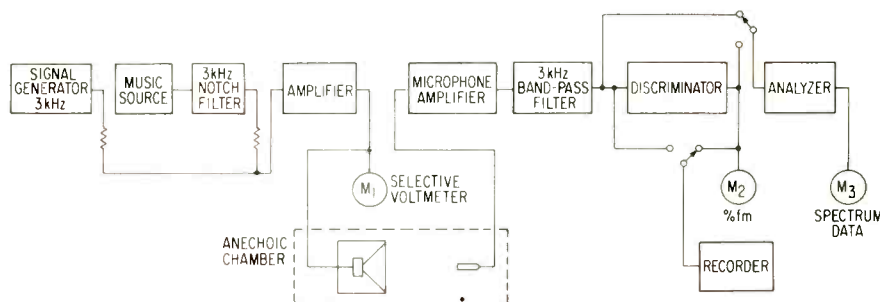 SIGNAL
GENERATOR
3kHz
MUSIC
SOURCE
3kHz
NOTCH
FILTER
AMPLIFIER
MICROPHONE
AMPLIFIER
3kHz
BAND-PASS
FILTER
DISCRIMINATOR
ANALYZER
M1
SELECTIVE
VOLTMETER
M2
%fm
M3
SPECTRUM
DATA
ANECHOIC
CHAMBER
RECORDER